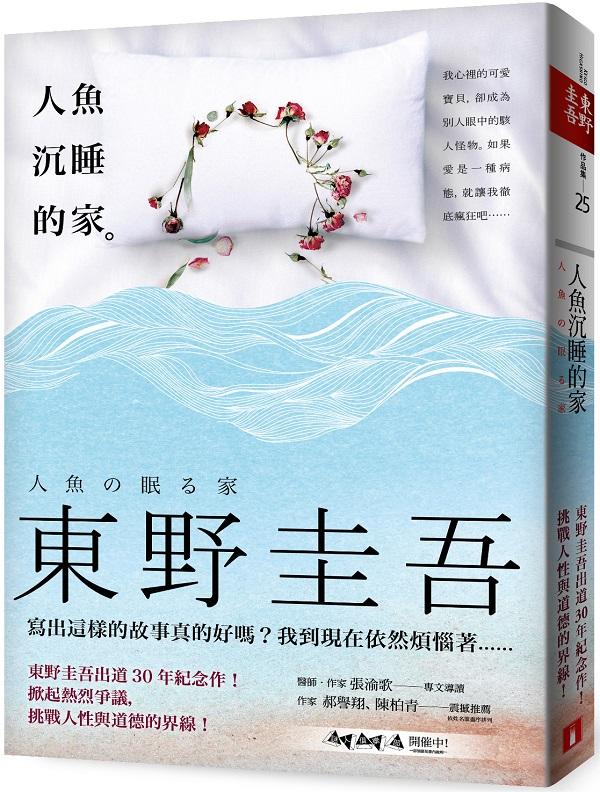 人魚
沉睡
的家。
我心裡的可愛
寶貝，卻成為
別人眼中的駭
人怪物。如果
愛是一種病
態，就讓我徹
底瘋狂吧⋯⋯
人魚の眠る家
東野圭吾
寫出這樣的故事真的好嗎？我到現在依然煩惱著......
東野圭吾出道30年紀念作！
掀起熱烈爭議，
挑戰人性與道德的界線！
醫師・作家 張渝歌——專文導讀
作家 郝譽翔、陳柏青——震撼推薦
依姓名筆畫序排列
開催中！
東野
圭吾
作品集
25
人魚沉睡的家
人魚の眠る家
東野圭吾出道30年紀念作！
挑戰人性與道德的界線！